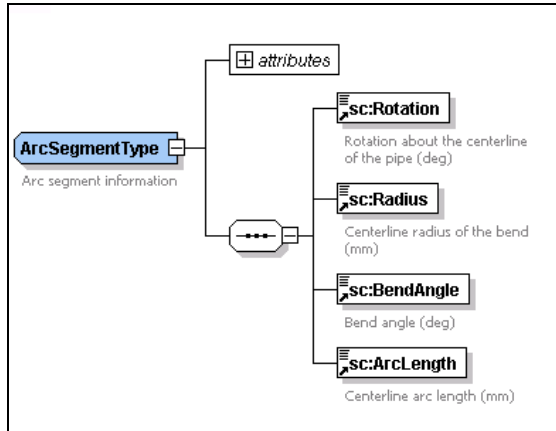 attributes
ArcSegmentType
Arc segment information
sc:Rotation
Rotation about the centerline
of the pipe (deg)
sc:Radius
Centerline radius of the bend
(mm)
sc:BendAngle
Bend angle (deg)
sc:ArcLength
Centerline arc length (mm)